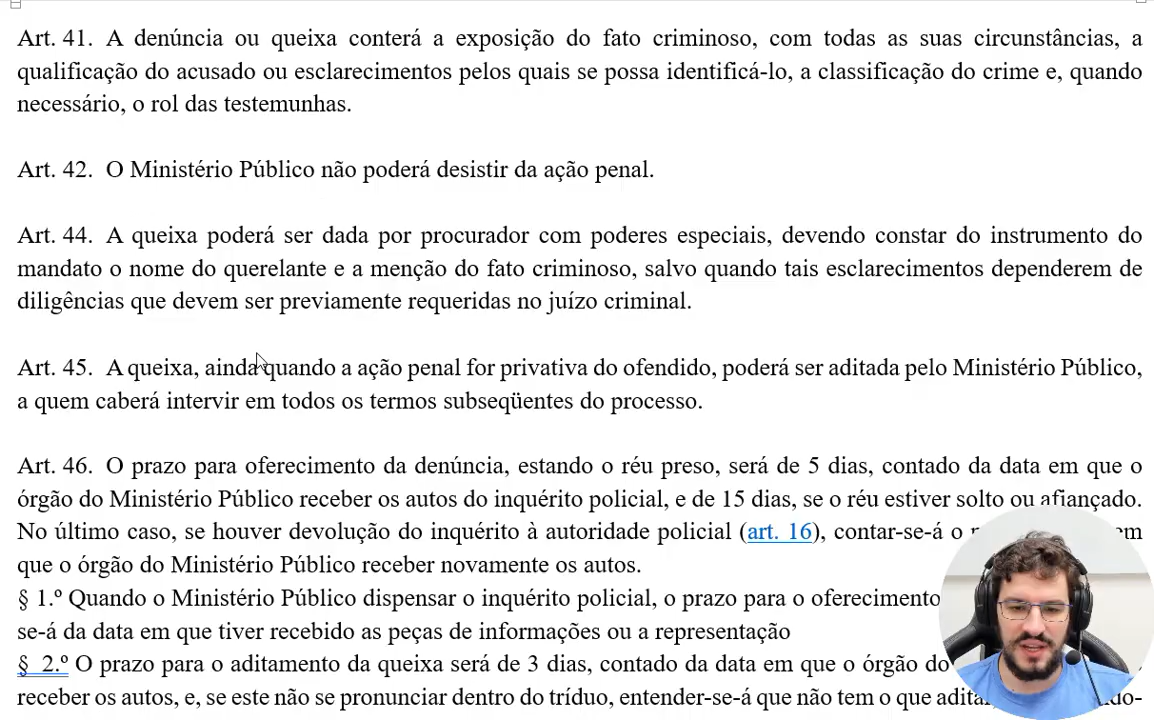 Art. 41. A denúncia ou queixa conterá a exposição do fato criminoso, com todas as suas circunstâncias, a
qualificação do acusado ou esclarecimentos pelos quais se possa identificá-lo, a classificação do crime e, quando
necessário, o rol das testemunhas.
Art. 42. O Ministério Público não poderá desistir da ação penal.
Art. 44. A queixa poderá ser dada por procurador com poderes especiais, devendo constar do instrumento do
mandato o nome do querelante e a menção do fato criminoso, salvo quando tais esclarecimentos dependerem de
diligências que devem ser previamente requeridas no juízo criminal.
Art. 45. A queixa, ainda quando a ação penal for privativa do ofendido, poderá ser aditada pelo Ministério Público,
a quem caberá intervir em todos os termos subseqüentes do processo.
Art. 46. O prazo para oferecimento da denúncia, estando o réu preso, será de 5 dias, contado da data em que o
órgão do Ministério Público receber os autos do inquérito policial, e de 15 dias, se o réu estiver solto ou afiançado.
No último caso, se houver devolução do inquérito à autoridade policial (art. 16), contar-se-á o em
que o órgão do Ministério Público receber novamente os autos.
§ 1.º Quando o Ministério Público dispensar o inquérito policial, o prazo para o oferecimento
se-á da data em que tiver recebido as peças de informações ou a representação
§ 2.º O prazo para o aditamento da queixa será de 3 dias, contado da data em que o órgão do
receber os autos, e, se este não se pronunciar dentro do tríduo, entender-se-á que não tem o que